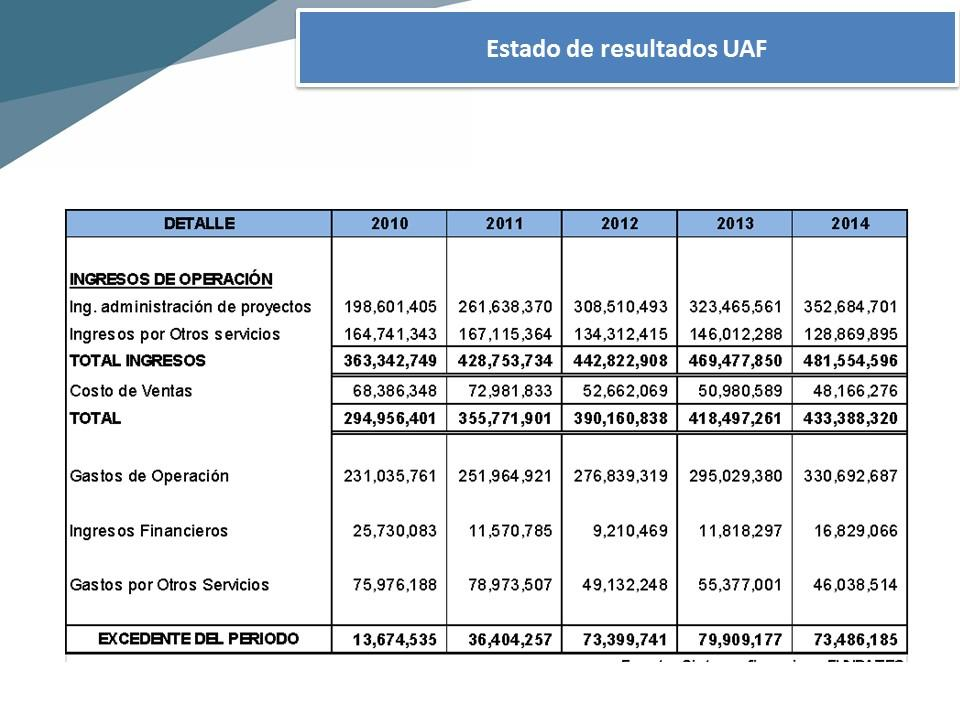 Estado de resultados UAF
DETALLE 2010 2011 2012 2013 2014
INGRESOS DE OPERACIÓN
Ing. administración de proyectos 198,601,405 261,638,370 308,510,493 323,465,561 352,684,701
Ingresos por Otros servicios 164,741,343 167,115,364 134,312,415 146,012,288 128,869,895
TOTAL INGRESOS 363,342,749 428,753,734 442,822,908 469,477,850 481,554,596
Costo de Ventas 68,386,348 72,981,833 52,662,069 50,980,589 48,166,276
TOTAL 294,956,401 355,771,901 390,160,838 418,497,261 433,388,320
Gastos de Operación 231,035,761 251,964,921 276,839,319 295,029,380 330,692,687
Ingresos Financieros 25,730,083 11,570,785 9,210,469 11,818,297 16,829,066
Gastos por Otros Servicios 75,976,188 78,973,507 49,132,248 55,377,001 46,038,514
EXCEDENTE DEL PERIODO 13,674,535 36,404,257 73,399,741 79,909,177 73,486,185